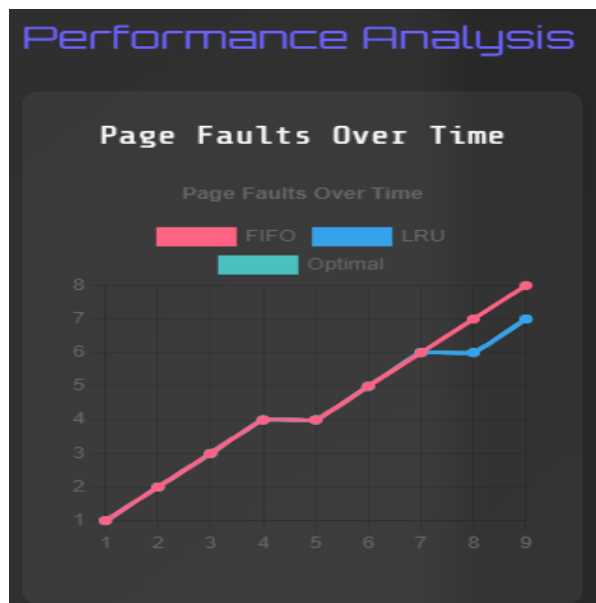 Performance Analysis
Page Faults Over Time
Page Faults Over Time
FIFO LRU
Optimal
8
7
6
5
4
3
2
1
1 2 3 4 5 6 7 8 9